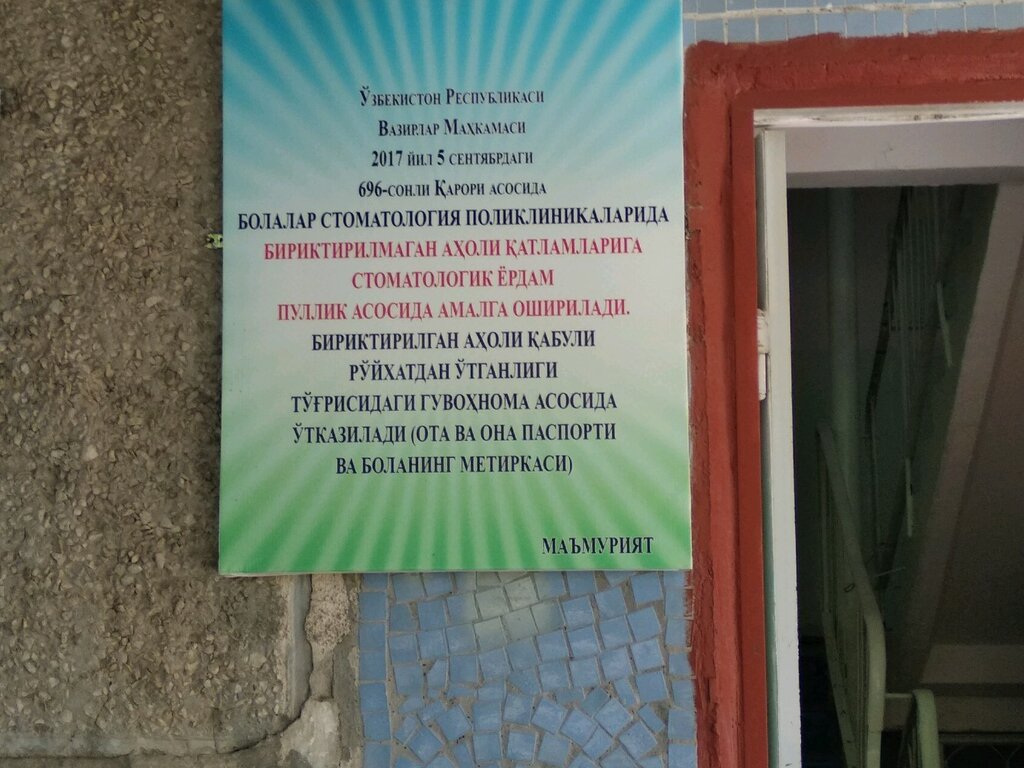 Ўзбекистон Республикаси
Вазирлар Маҳкамаси
2017 йил 5 сентябрдаги
696-сонли Қарори асосида
БОЛАЛАР СТОМАТОЛОГИЯ ПОЛИКЛИНИКАЛАРИДА
БИРИКТИРИЛМАГАН АҲОЛИ ҚАТЛАМЛАРИГА
СТОМАТОЛОГИК ЁРДАМ
ПУЛЛИК АСОСИДА АМАЛГА ОШИРИЛАДИ.
БИРИКТИРИЛГАН АҲОЛИ ҚАБУЛИ
РЎЙХАТДАН ЎТГАНЛИГИ
ТЎҒРИСИДАГИ ГУВОҲНОМА АСОСИДА
ЎТКАЗИЛАДИ (ОТА ВА ОНА ПАСПОРТИ
ВА БОЛАНИНГ МЕТИРКАСИ)
МАЪМУРИЯТ